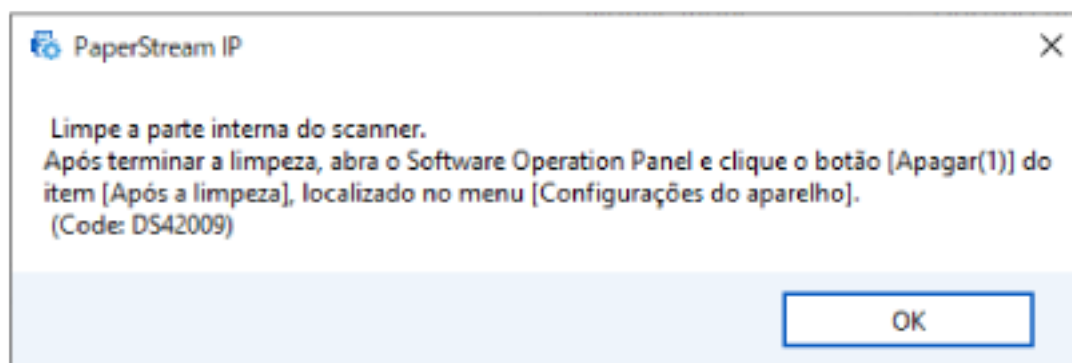 PaperStream IP
Limpe a parte interna do scanner.
Após terminar a limpeza, abra o Software Operation Panel e clique o botão [Apagar(1)] do
item [Após a limpeza], localizado no menu [Configurações do aparelho].
(Code: DS42009)
OK